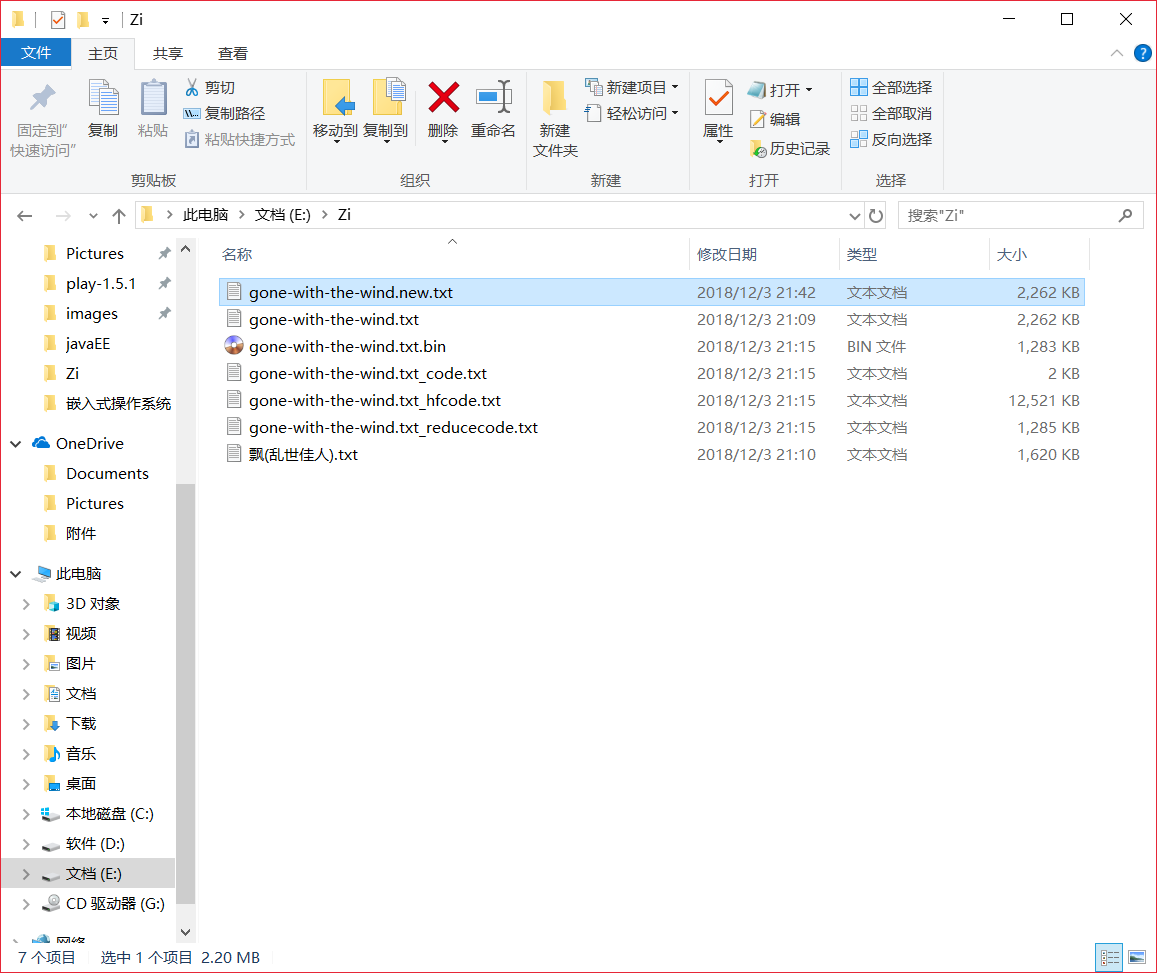 Zi
文件 主页 共享 查看
固定到"快速访问" 复制 粘贴 剪切 复制路径 粘贴快捷方式
移动到 复制到 删除 重命名
新建文件夹 新建项目 轻松访问
属性 打开 编辑 历史记录
全部选择 全部取消 反向选择
剪贴板 组织 新建 打开 选择
此电脑 文档 (E:) Zi
搜索"Zi"
Pictures
play-1.5.1
images
javaEE
Zi
嵌入式操作系统
OneDrive
Documents
Pictures
附件
此电脑
3D 对象
视频
图片
文档
下载
音乐
桌面
本地磁盘 (C:)
软件 (D:)
文档 (E:)
CD 驱动器 (G:)
网络
名称 修改日期 类型 大小
gone-with-the-wind.new.txt 2018/12/3 21:42 文本文档 2,262 KB
gone-with-the-wind.txt 2018/12/3 21:09 文本文档 2,262 KB
gone-with-the-wind.txt.bin 2018/12/3 21:15 BIN 文件 1,283 KB
gone-with-the-wind.txt_code.txt 2018/12/3 21:15 文本文档 2 KB
gone-with-the-wind.txt_hfcode.txt 2018/12/3 21:15 文本文档 12,521 KB
gone-with-the-wind.txt_reducecode.txt 2018/12/3 21:15 文本文档 1,285 KB
飘(乱世佳人).txt 2018/12/3 21:10 文本文档 1,620 KB
7 个项目 选中 1 个项目 2.20 MB